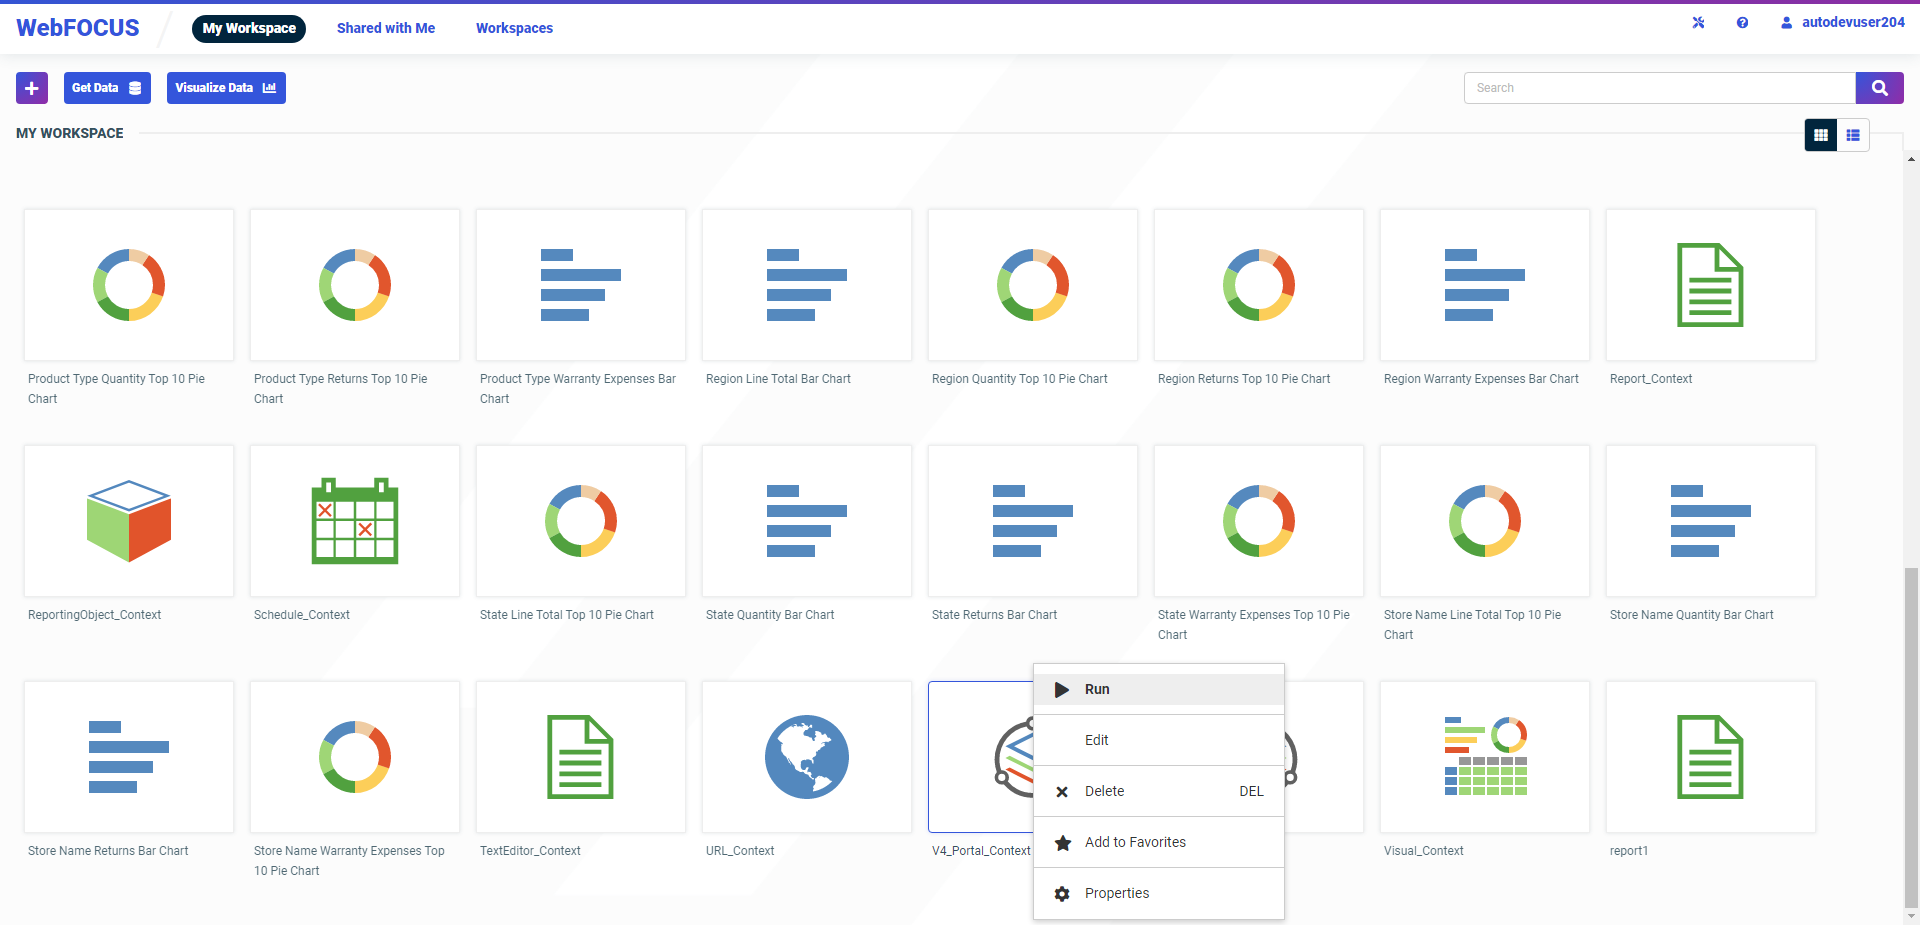 WebFOCUS
My Workspace
Shared with Me
Workspaces
autodevuser204
Get Data
Visualize Data
Search
MY WORKSPACE
Product Type Quantity Top 10 Pie
Chart
Product Type Returns Top 10 Pie
Chart
Product Type Warranty Expenses Bar
Chart
Region Line Total Bar Chart
Region Quantity Top 10 Pie Chart
Region Returns Top 10 Pie Chart
Region Warranty Expenses Bar Chart
Report_Context
ReportingObject_Context
Schedule_Context
State Line Total Top 10 Pie Chart
State Quantity Bar Chart
State Returns Bar Chart
State Warranty Expenses Top 10 Pie
Chart
Store Name Line Total Top 10 Pie
Chart
Store Name Quantity Bar Chart
Store Name Returns Bar Chart
Store Name Warranty Expenses Top
10 Pie Chart
TextEditor_Context
URL_Context
V4_Portal_Context
Run
Edit
Delete DEL
Add to Favorites
Properties
Visual_Context
report1